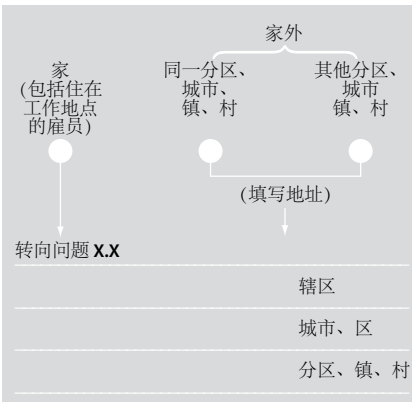 家外
家
(包括住在
工作地点
的雇员)
同一分区、
城市、
镇、村
其他分区、
城市
镇、村
(填写地址)
转向问题 X.X
辖区
城市、区
分区、镇、村